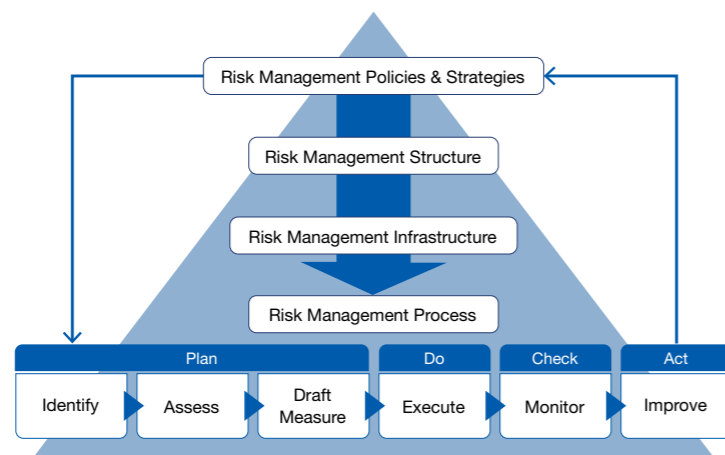 Risk Management Policies & Strategies
Risk Management Structure
Risk Management Infrastructure
Risk Management Process
Plan
Do
Check
Act
Identify
Assess
Draft
Measure
Execute
Monitor
Improve